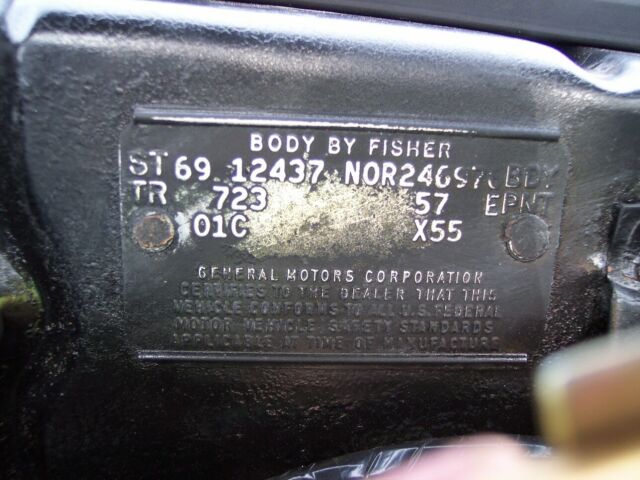 BODY BY FISHER
ST 69 12437 BDY
TR 723 57 EPNT
01C X55
GENERAL MOTORS CORPORATION
CERTIFIES TO THE DEALER THAT THIS
VEHICLE CONFORMS TO ALL U.S. FEDERAL
MOTOR VEHICLE SAFETY STANDARDS
APPLICABLE AT TIME OF MANUFACTURE